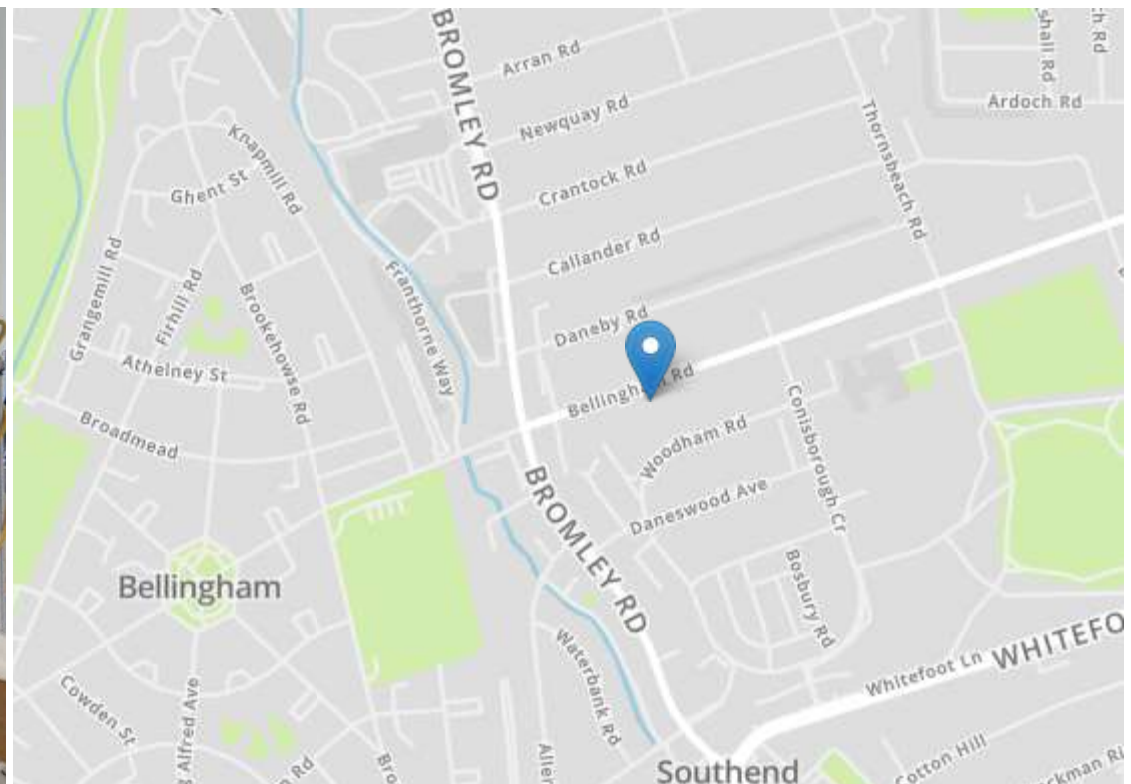 BROMLEY RD
Arran Rd
Newquay Rd
Ardoch Rd
Knapmill Rd
Ghent St
Crantock Rd
Thornsbeach Rd
Callander Rd
Grangemill Rd
Firhill Rd
Brookehowse Rd
Franthorne Way
Daneby Rd
Athelney St
Bellingh
Rd
Broadmead
Woodham Rd
Conisborough Cr
Daneswood Ave
BROMLEY RD
Bellingham
Bosbury Rd
Waterbank Rd
Whitefoot Ln
WHITEFO
Cowden St
Alfred Ave
Cotton Hill
Southend